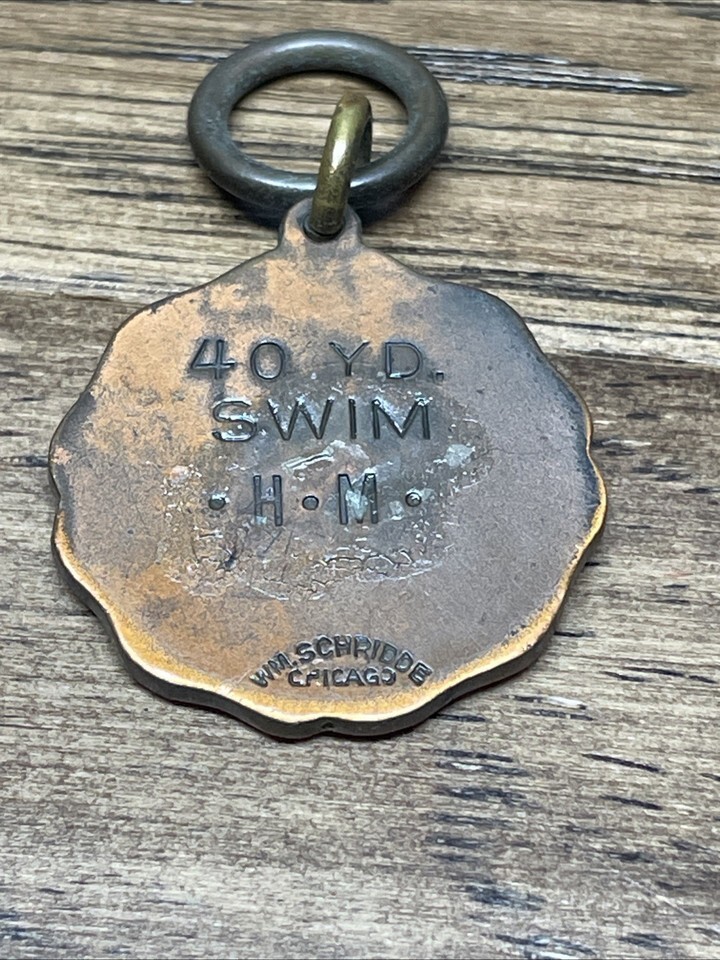 40 YD.
SWIM
·H·M·
WM. SCHRIDDE
CHICAGO